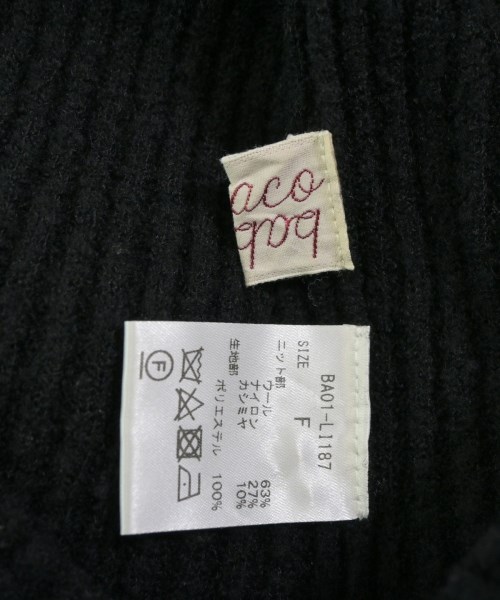 aco
bab
BA01-L1187
SIZE F
ニット部
ウール 63%
ナイロン 27%
カシミヤ 10%
生地部
ポリエステル 100%
F